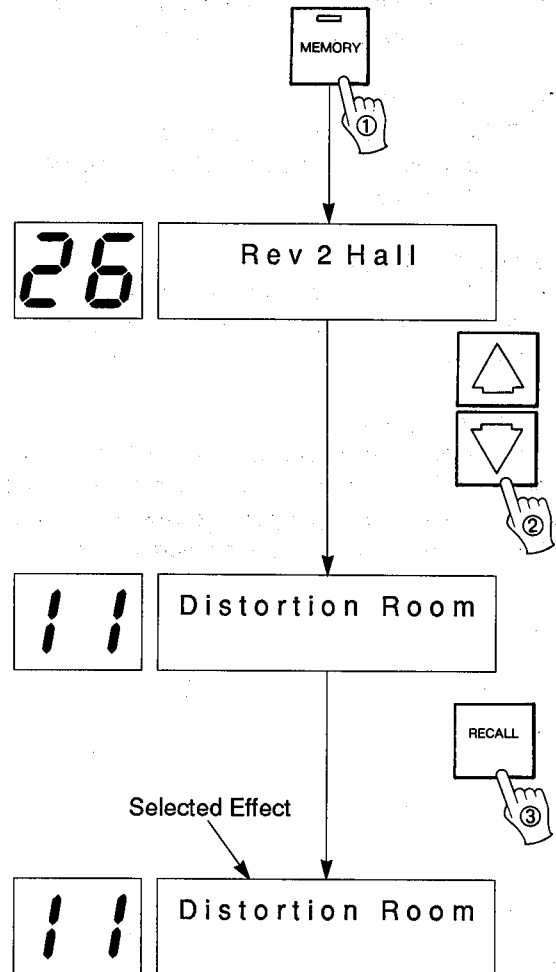 MEMORY
①
26 Rev 2 Hall
②
11 Distortion Room
RECALL
③
Selected Effect
11 Distortion Room